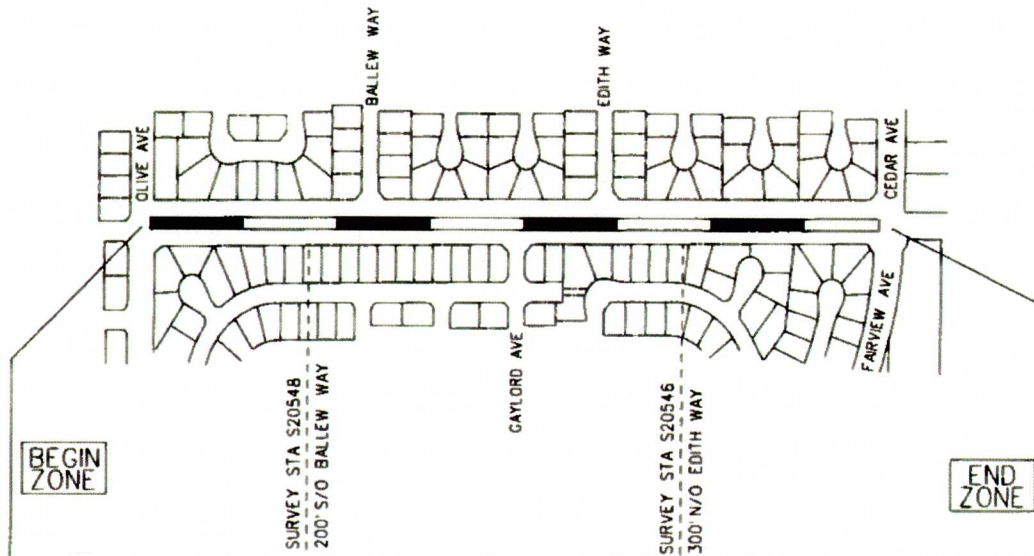 BALLEW WAY
EDITH WAY
OLIVE AVE
CEDAR AVE
FAIRVIEW AVE
GAYLORD AVE
SURVEY STA S20548
200' S/O BALLEW WAY
SURVEY STA S20546
300' N/O EDITH WAY
BEGIN
ZONE
END
ZONE